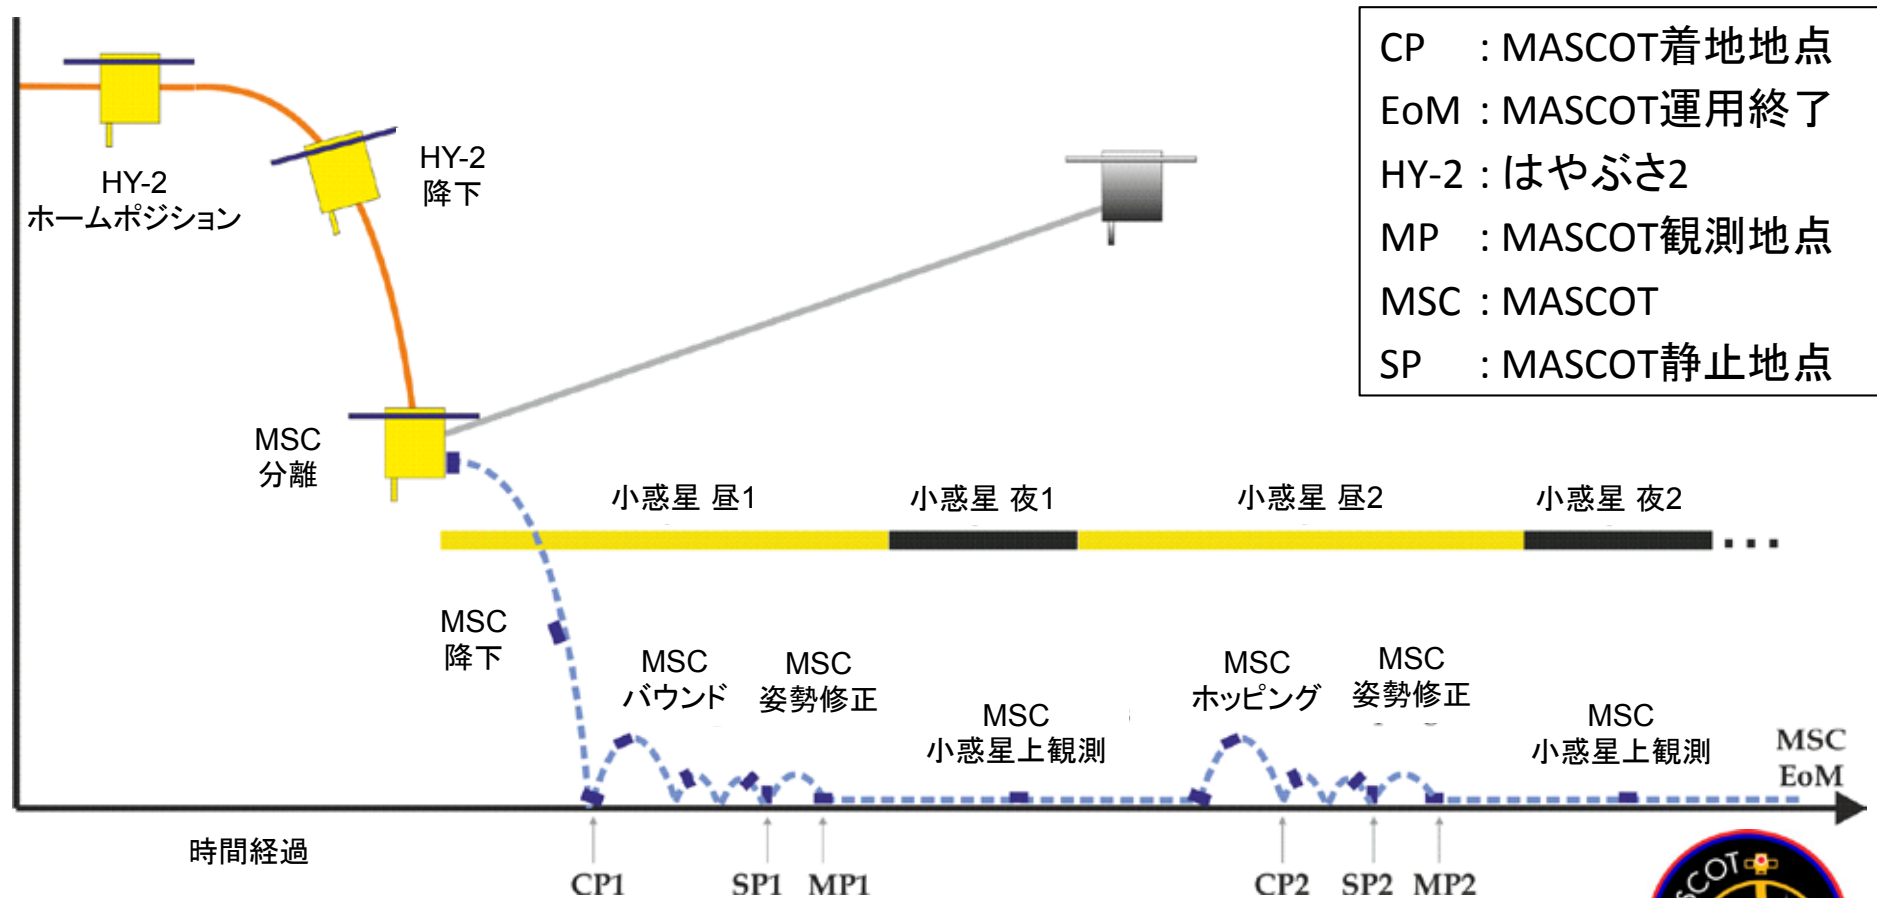 CP : MASCOT着地地点
EoM : MASCOT運用終了
HY-2 : はやぶさ2
MP : MASCOT観測地点
MSC : MASCOT
SP : MASCOT静止地点
HY-2
ホームポジション
HY-2
降下
MSC
分離
小惑星 昼1
小惑星 夜1
小惑星 昼2
小惑星 夜2
...
MSC
降下
MSC
バウンド
MSC
姿勢修正
MSC
小惑星上観測
MSC
ホッピング
MSC
姿勢修正
MSC
小惑星上観測
MSC
EoM
時間経過
CP1
SP1
MP1
CP2
SP2
MP2
SCOT